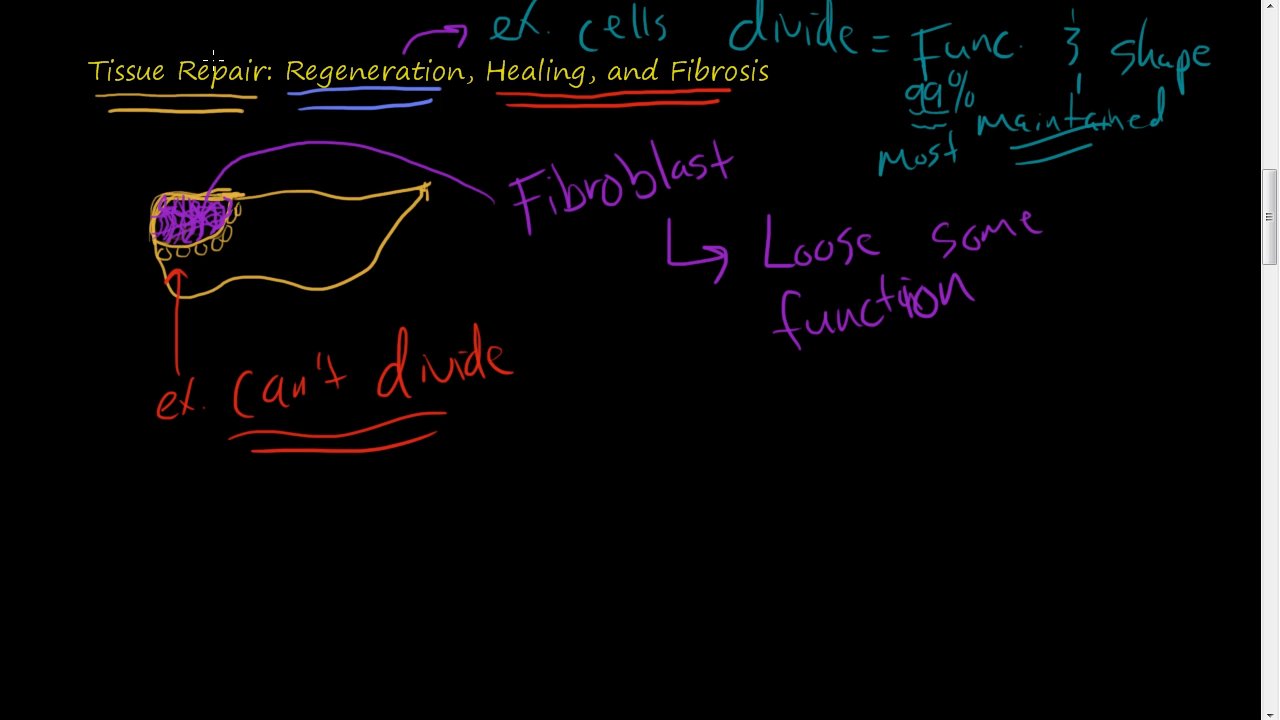 ex. cells divide = Func. & shape
99%
most maintained
Tissue Repair: Regeneration, Healing, and Fibrosis
Fibroblast
Loose some
function
ex. Can't divide